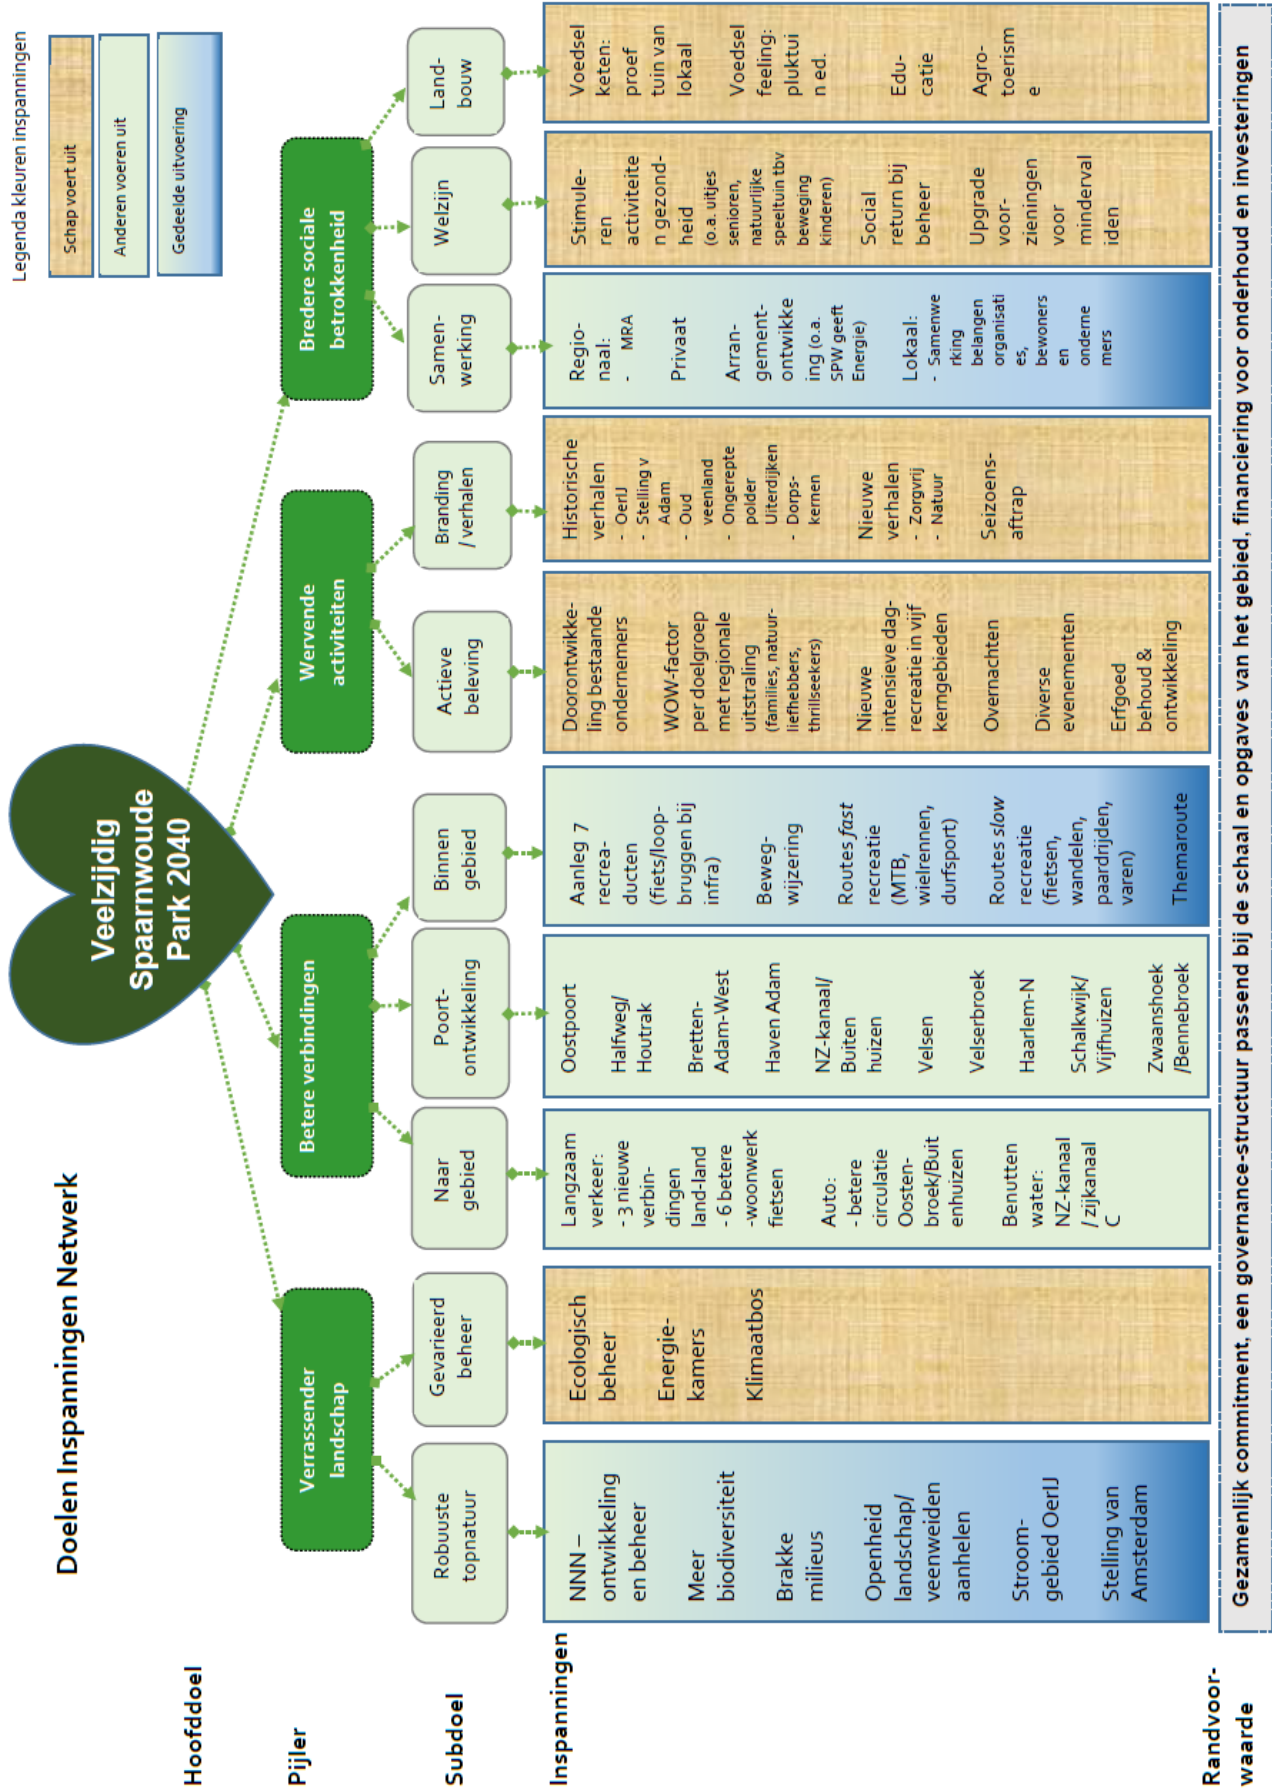 Doelen Inspanningen Netwerk
Legenda kleuren inspanningen
Schap voert uit
Anderen voeren uit
Gedeelde uitvoering
Hoofddoel
Veelzijdig
Spaarnwoude
Park 2040
Pijler
Verrassender
landschap
Betere verbindingen
Wervende
activiteiten
Bredere sociale
betrokkenheid
Subdoel
Robuuste
topnatuur
Gevarieerd
beheer
Naar
gebied
Poort-
ontwikkeling
Binnen
gebied
Actieve
beleving
Branding
/ verhalen
Samen-
werking
Welzijn
Land-
bouw
Inspanningen
NNN –
ontwikkeling
en beheer
Meer
biodiversiteit
Brakke
milieus
Openheid
landschap/
veenweiden
aanhelen
Stroom-
gebied OerIJ
Stelling van
Amsterdam
Ecologisch
beheer
Energie-
kamers
Klimaatbos
Langzaam
verkeer:
- 3 nieuwe
verbin-
dingen
land-land
- 6 betere
-woonwerk
fietsen
Auto:
- betere
circulatie
Oosten-
broek/Buit
enhuizen
Benutten
water:
NZ-kanaal
/ zijkanaal
C
Oostpoort
Halfweg/
Houtrak
Bretten-
Adam-West
Haven Adam
NZ-kanaal/
Buiten
huizen
Velsen
Velserbroek
Haarlem-N
Schalkwijk/
Vijfhuizen
Zwaanshoek
/Bennebroek
Aanleg 7
recrea-
ducten
(fiets/loop-
bruggen bij
infra)
Beweg-
wijzering
Routes fast
recreatie
(MTB,
wielrennen,
durfsport)
Routes slow
recreatie
(fietsen,
wandelen,
paardrijden,
varen)
Themaroute
Doorontwikke-
ling bestaande
ondernemers
WOW-factor
per doelgroep
met regionale
uitstraling
(families, natuur-
liefhebbers,
thrillseekers)
Nieuwe
intensieve dag-
recreatie in vijf
kerngebieden
Overnachten
Diverse
evenementen
Erfgoed
behoud &
ontwikkeling
Historische
verhalen
- OerIJ
- Stelling v
Adam
- Oud
veenland
- Ongerepte
polder
Uiterdijken
- Dorps-
kernen
Nieuwe
verhalen
- Zorgvrij
- Natuur
Seizoens-
aftrap
Regio-
naal:
- MRA
Privaat
Arran-
gement-
ontwikke
ing (o.a.
SPW geeft
Energie)
Lokaal:
- Samenwe
rking
belangen
organisati
es,
bewoners
en
onderne
mers
Stimule-
ren
activiteite
n gezond-
heid
(o.a. uitjes
senioren,
natuurlijke
speeltuin tbv
beweging
kinderen)
Social
return bij
beheer
Upgrade
voor-
zieningen
voor
minderval
iden
Voedsel
keten:
proef
tuin van
lokaal
Voedsel
feeling:
pluktui
n ed.
Edu-
catie
Agro-
toerism
e
Randvoor-
waarde
Gezamenlijk commitment, een governance-structuur passend bij de schaal en opgaves van het gebied, financiering voor onderhoud en investeringen